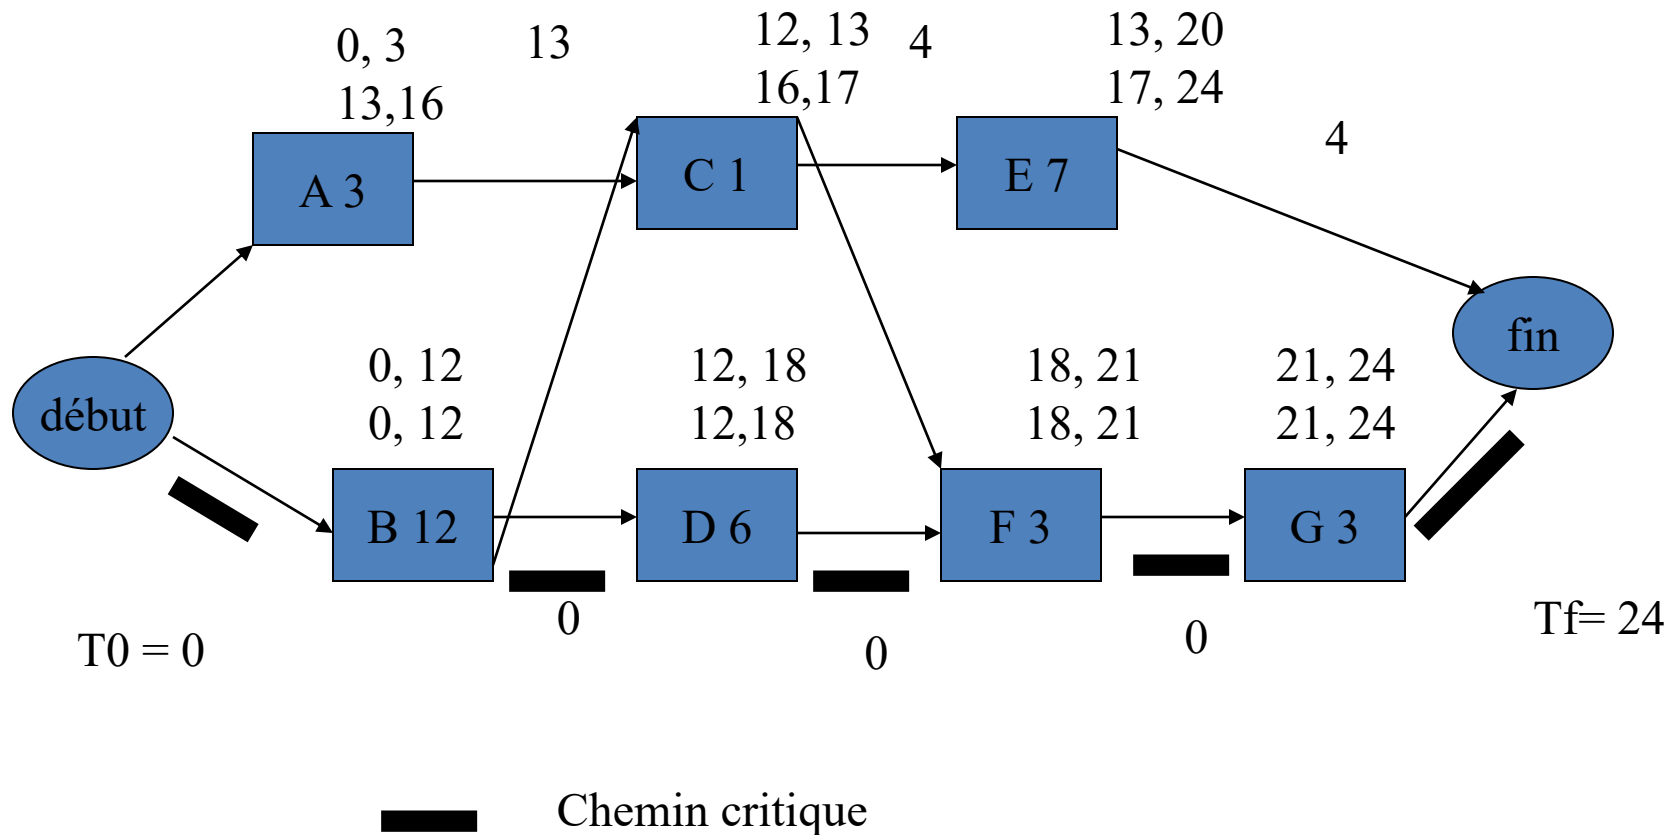 0, 3
13,16
13
12, 13
16,17
4
13, 20
17, 24
4
A 3
C 1
E 7
fin
début
0, 12
0, 12
12, 18
12,18
18, 21
18, 21
21, 24
21, 24
B 12
D 6
F 3
G 3
0
0
0
T0 = 0
Tf= 24
Chemin critique